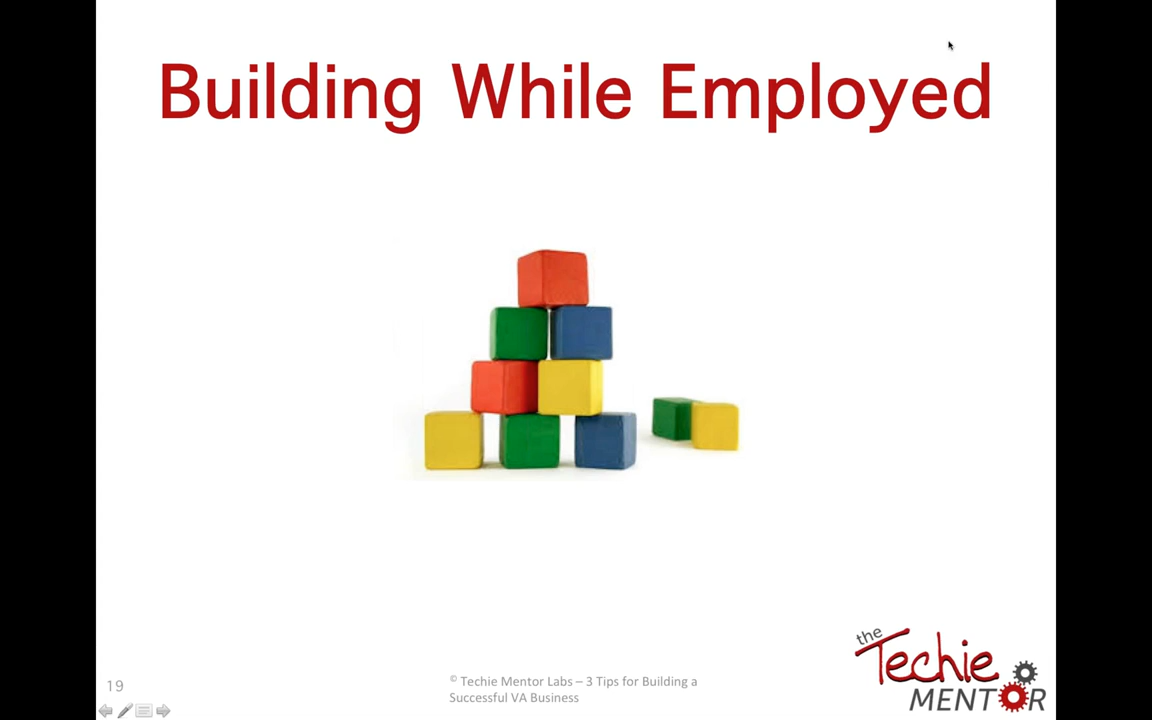 Building While Employed
19
© Techie Mentor Labs – 3 Tips for Building a
Successful VA Business
the
Techie
MENTOR